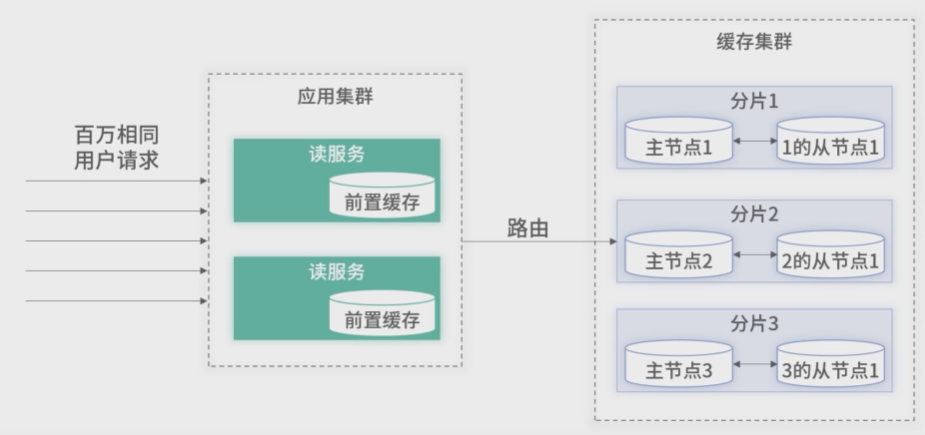 百万相同
用户请求
应用集群
读服务
前置缓存
读服务
前置缓存
路由
缓存集群
分片1
主节点1
1的从节点1
分片2
主节点2
2的从节点1
分片3
主节点3
3的从节点1